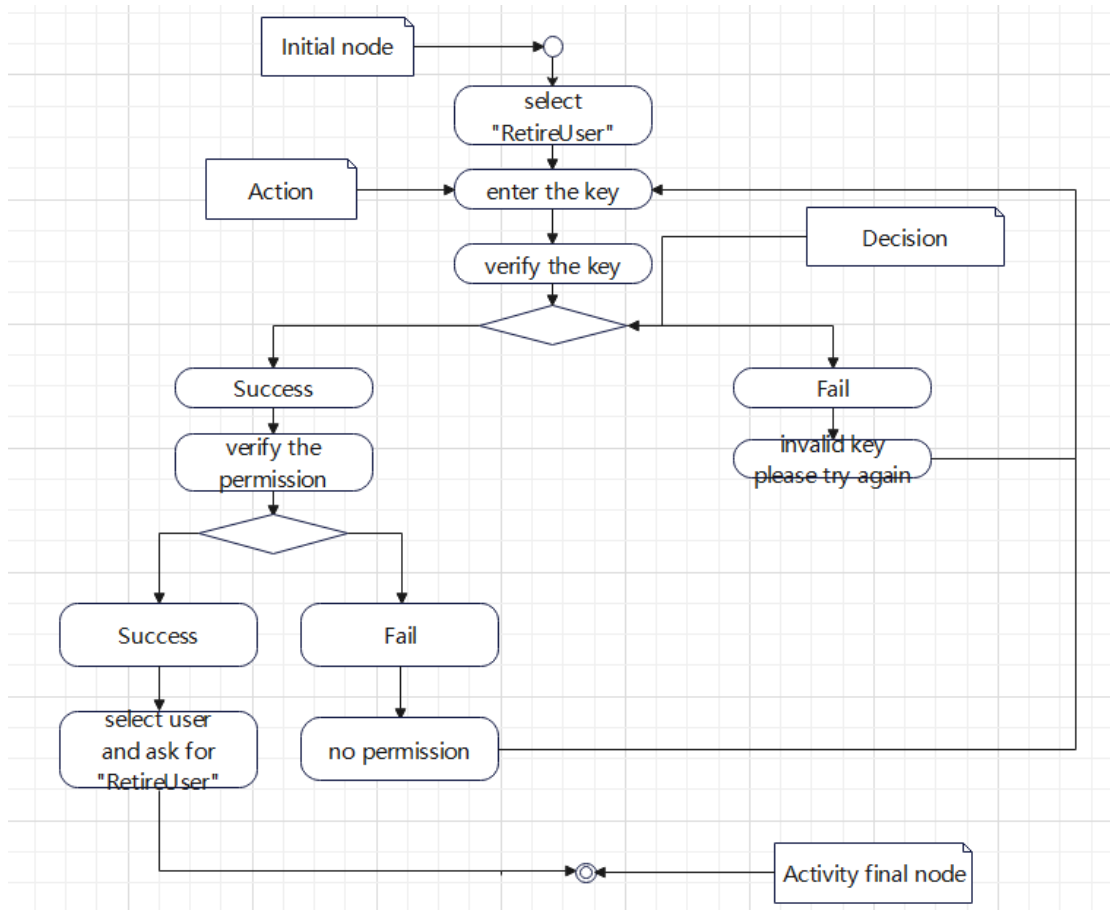 Initial node
select
"RetireUser"
Action
enter the key
Decision
verify the key
Success
Fail
verify the
permission
invalid key
please try again
Success
Fail
select user
and ask for
"RetireUser"
no permission
Activity final node